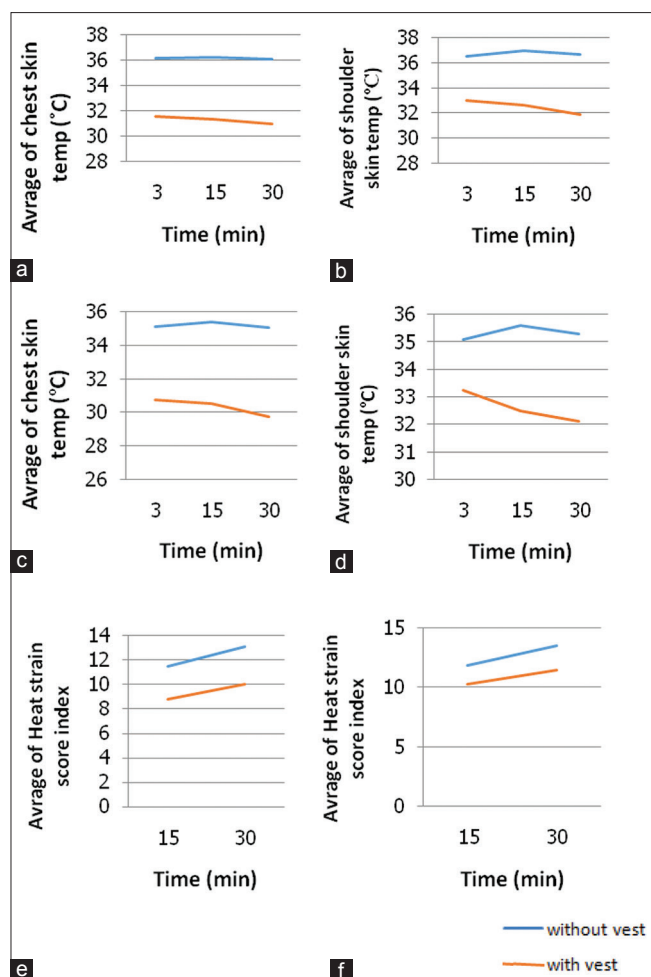 Avrage of chest skin
temp (°C)
38
36
34
32
30
28
3 15 30
Time (min)
a
Avrage of shoulder
skin temp (°C)
38
36
34
32
30
28
3 15 30
Time (min)
b
Avrage of chest skin
temp (°C)
36
34
32
30
28
26
3 15 30
Time (min)
c
Avrage of shoulder skin
temp (°C)
36
35
34
33
32
31
30
3 15 30
Time (min)
d
Avrage of Heat strain
score index
14
12
10
8
6
4
2
0
15 30
Time (min)
e
Avrage of Heat strain
score index
15
10
5
0
15 30
Time (min)
f
without vest
with vest